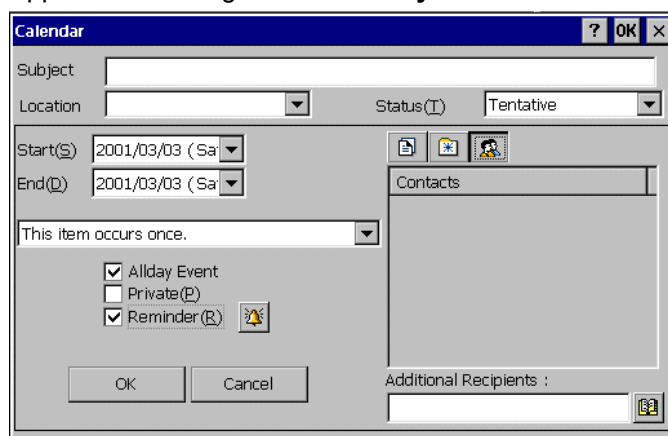 Calendar ? OK ×
Subject
Location Status(T) Tentative
Start(S) 2001/03/03 (Sa
End(D) 2001/03/03 (Sa
Contacts
This item occurs once.
Allday Event
Private(P)
Reminder(R)
OK Cancel
Additional Recipients :